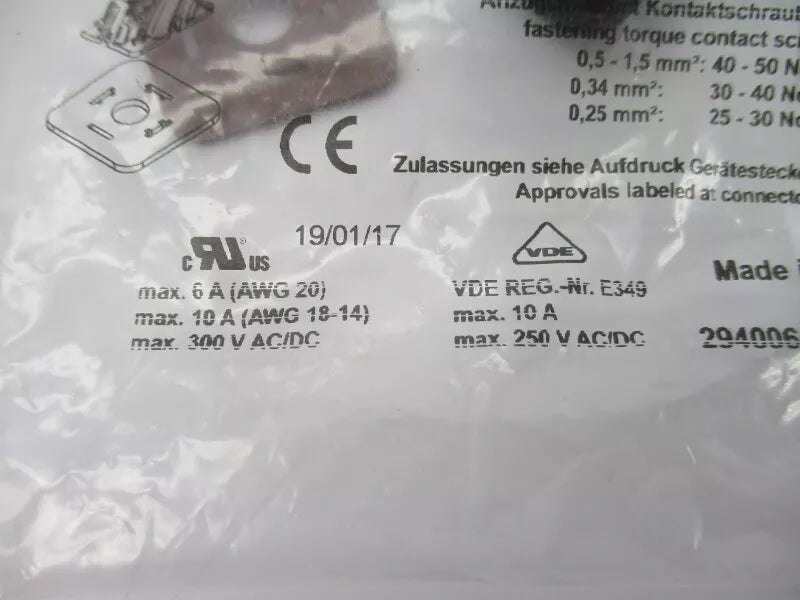 Kontaktschraub
fastening torque contact sc
0,5 - 1,5 mm²: 40 - 50 N
0,34 mm²: 30 - 40 N
0,25 mm²: 25 - 30 N
CE
Zulassungen siehe Aufdruck Gerätesteck
Approvals labeled at connecto
19/01/17
c RU US
VDE
max. 6 A (AWG 20)
max. 10 A (AWG 18-14)
max. 300 V AC/DC
VDE REG.-Nr. E349
max. 10 A
max. 250 V AC/DC
Made
294006